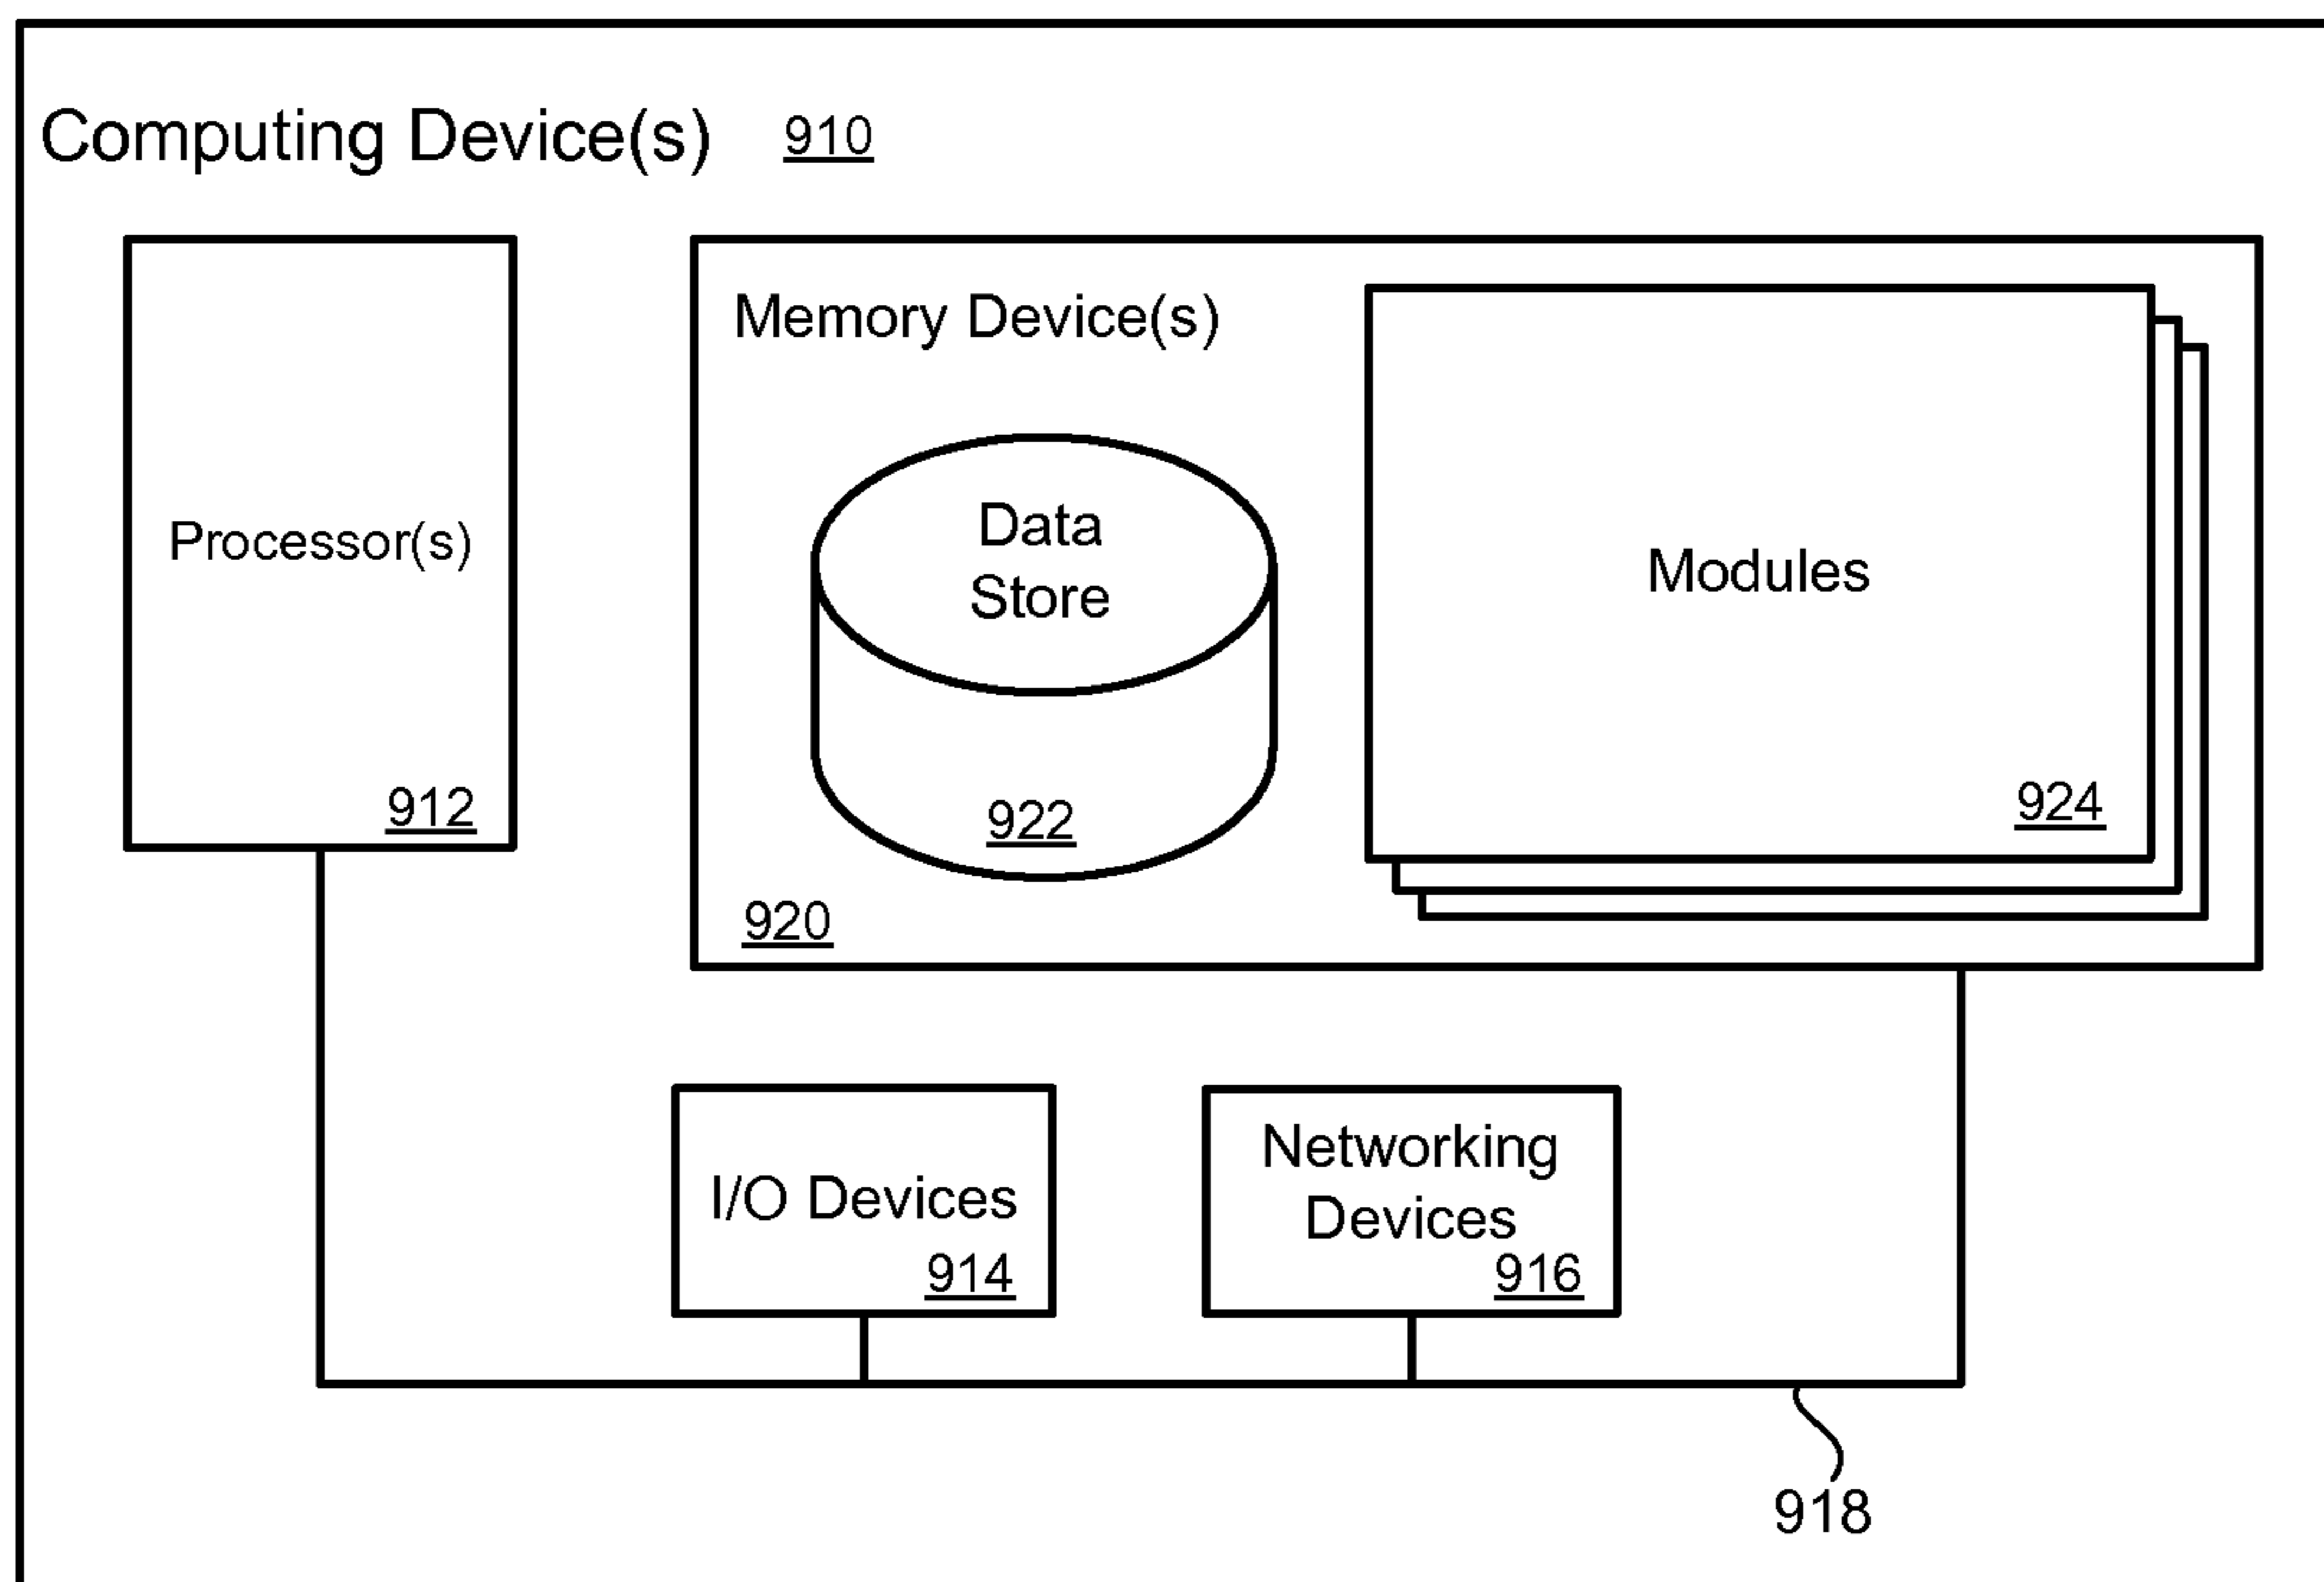 Computing Device(s) 910
Processor(s)
912
Memory Device(s)
Data
Store
922
920
Modules
924
I/O Devices
914
Networking
Devices
916
918